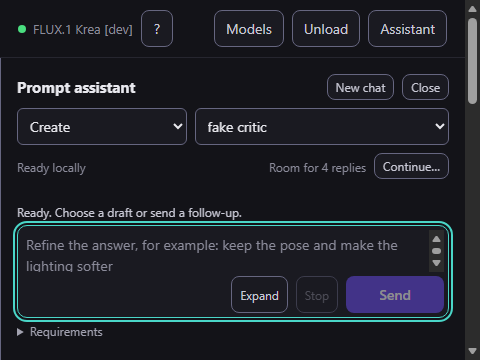 FLUX.1 Krea [dev] ? Models Unload Assistant
Prompt assistant New chat Close
Create fake critic
Ready locally Room for 4 replies Continue...
Ready. Choose a draft or send a follow-up.
Refine the answer, for example: keep the pose and make the
lighting softer
Expand Stop Send
Requirements